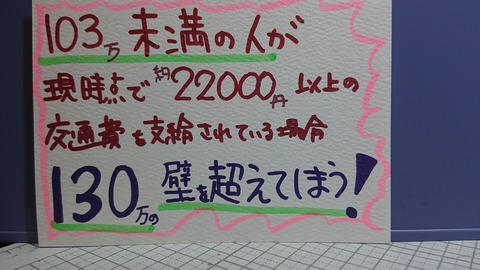 103万未満の人が
現時点で約22000円以上の
交通費を支給されている場合
130万の壁を超えてしまう!